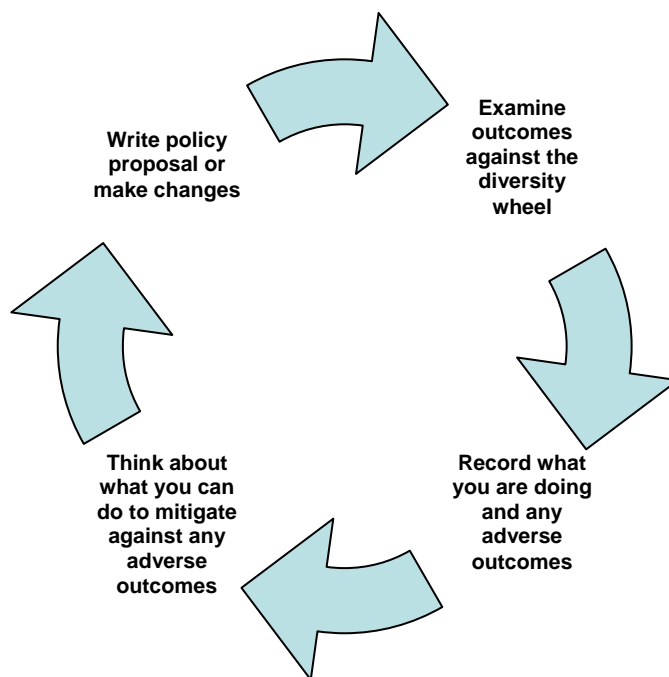 Write policy
proposal or
make changes
Examine
outcomes
against the
diversity
wheel
Record what
you are doing
and any
adverse
outcomes
Think about
what you can
do to mitigate
against any
adverse
outcomes